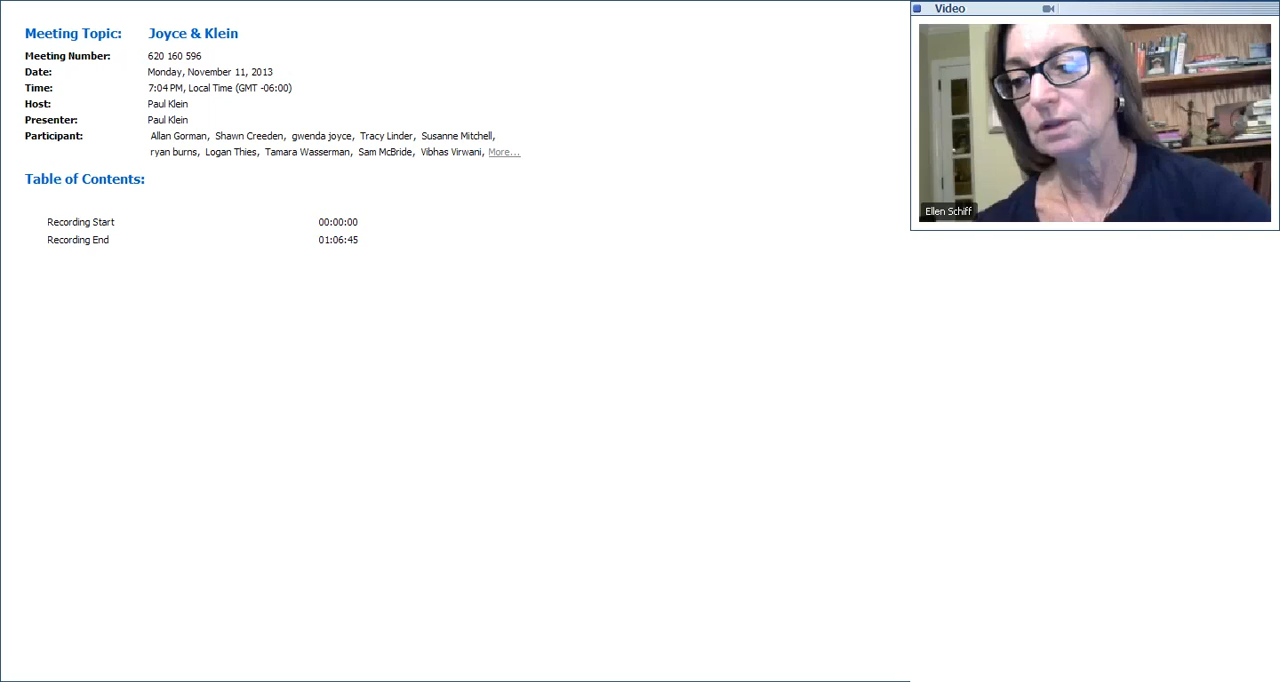 Meeting Topic: Joyce & Klein
Meeting Number: 620 160 596
Date: Monday, November 11, 2013
Time: 7:04 PM, Local Time (GMT -06:00)
Host: Paul Klein
Presenter: Paul Klein
Participant: Allan Gorman, Shawn Creeden, gwenda joyce, Tracy Linder, Susanne Mitchell,
ryan burns, Logan Thies, Tamara Wasserman, Sam McBride, Vibhas Virwani, More...
Table of Contents:
Recording Start 00:00:00
Recording End 01:06:45
Video
Ellen Schiff